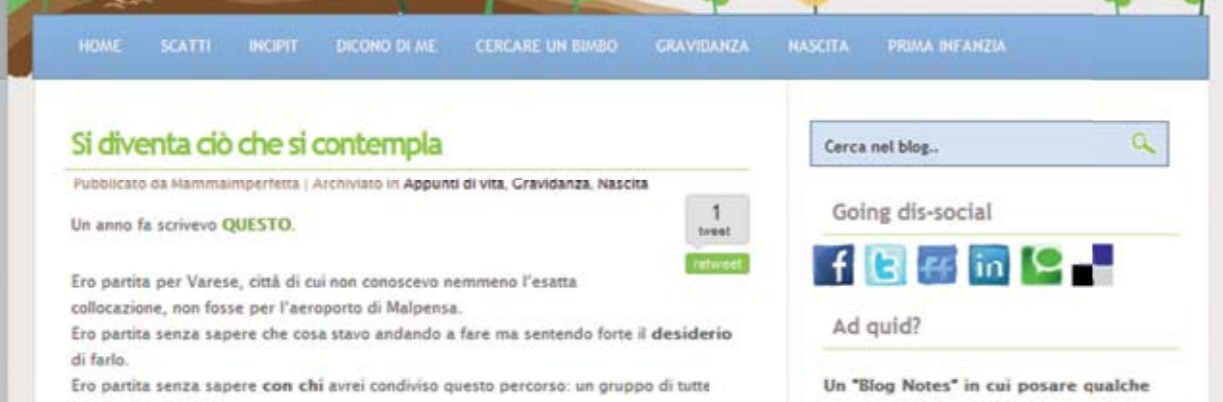 HOME SCATTI INCIPIT DICONO DI ME CERCARE UN BIMBO GRAVIDANZA NASCITA PRIMA INFANZIA
Si diventa ciò che si contempla
Pubblicato da Mammaimperfetta | Archiviato in Appunti di vita, Gravidanza, Nascita
1
tweet
retweet
Un anno fa scrivevo QUESTO.
Ero partita per Varese, città di cui non conoscevo nemmeno l'esatta
collocazione, non fosse per l'aeroporto di Malpensa.
Ero partita senza sapere che cosa stavo andando a fare ma sentendo forte il desiderio
di farlo.
Ero partita senza sapere con chi avrei condiviso questo percorso: un gruppo di tutte
Cerca nel blog..
Going dis-social
f t ff in
Ad quid?
Un "Blog Notes" in cui posare qualche